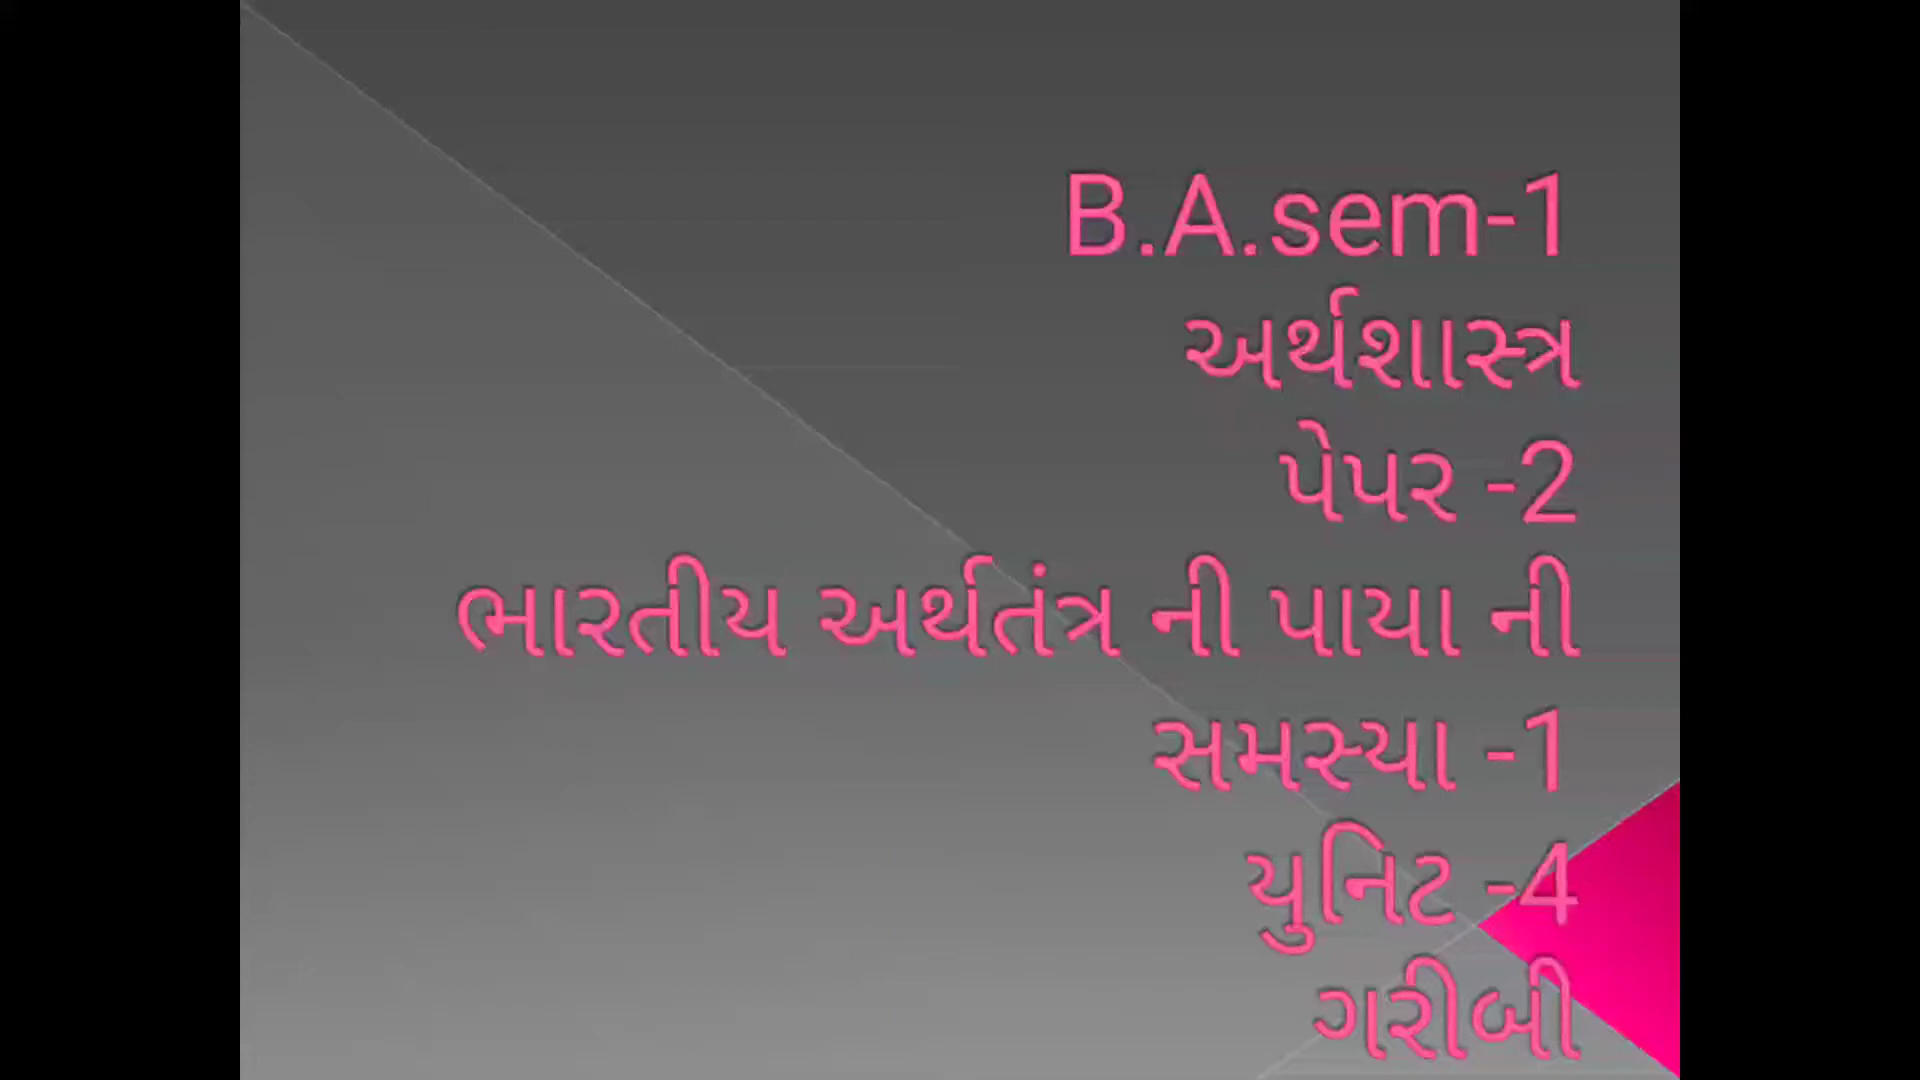 B.A.sem-1
અર્થશાસ્ત્ર
પેપર -2
ભારતીય અર્થતંત્ર ની પાયા ની
સમસ્યા -1
યુનિટ -4
ગરીબી